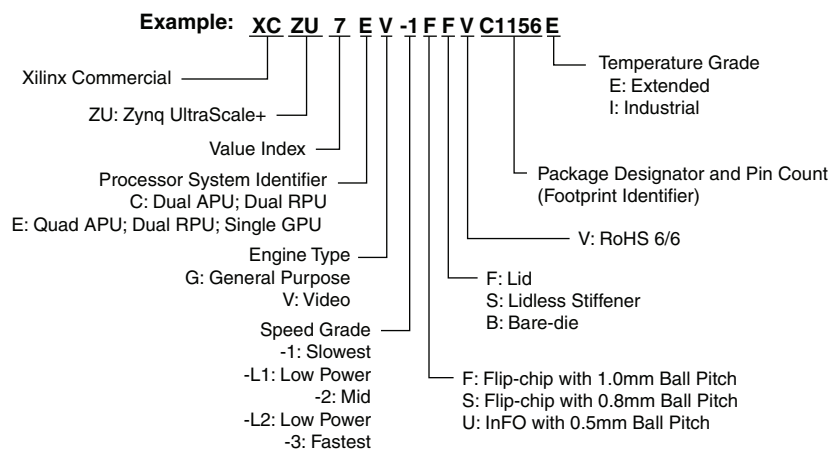 Example: XC ZU 7 E V -1 F F V C1156 E
Xilinx Commercial
ZU: Zynq UltraScale+
Value Index
Processor System Identifier
C: Dual APU; Dual RPU
E: Quad APU; Dual RPU; Single GPU
Engine Type
G: General Purpose
V: Video
Speed Grade
-1: Slowest
-L1: Low Power
-2: Mid
-L2: Low Power
-3: Fastest
Temperature Grade
E: Extended
I: Industrial
Package Designator and Pin Count
(Footprint Identifier)
V: RoHS 6/6
F: Lid
S: Lidless Stiffener
B: Bare-die
F: Flip-chip with 1.0mm Ball Pitch
S: Flip-chip with 0.8mm Ball Pitch
U: InFO with 0.5mm Ball Pitch